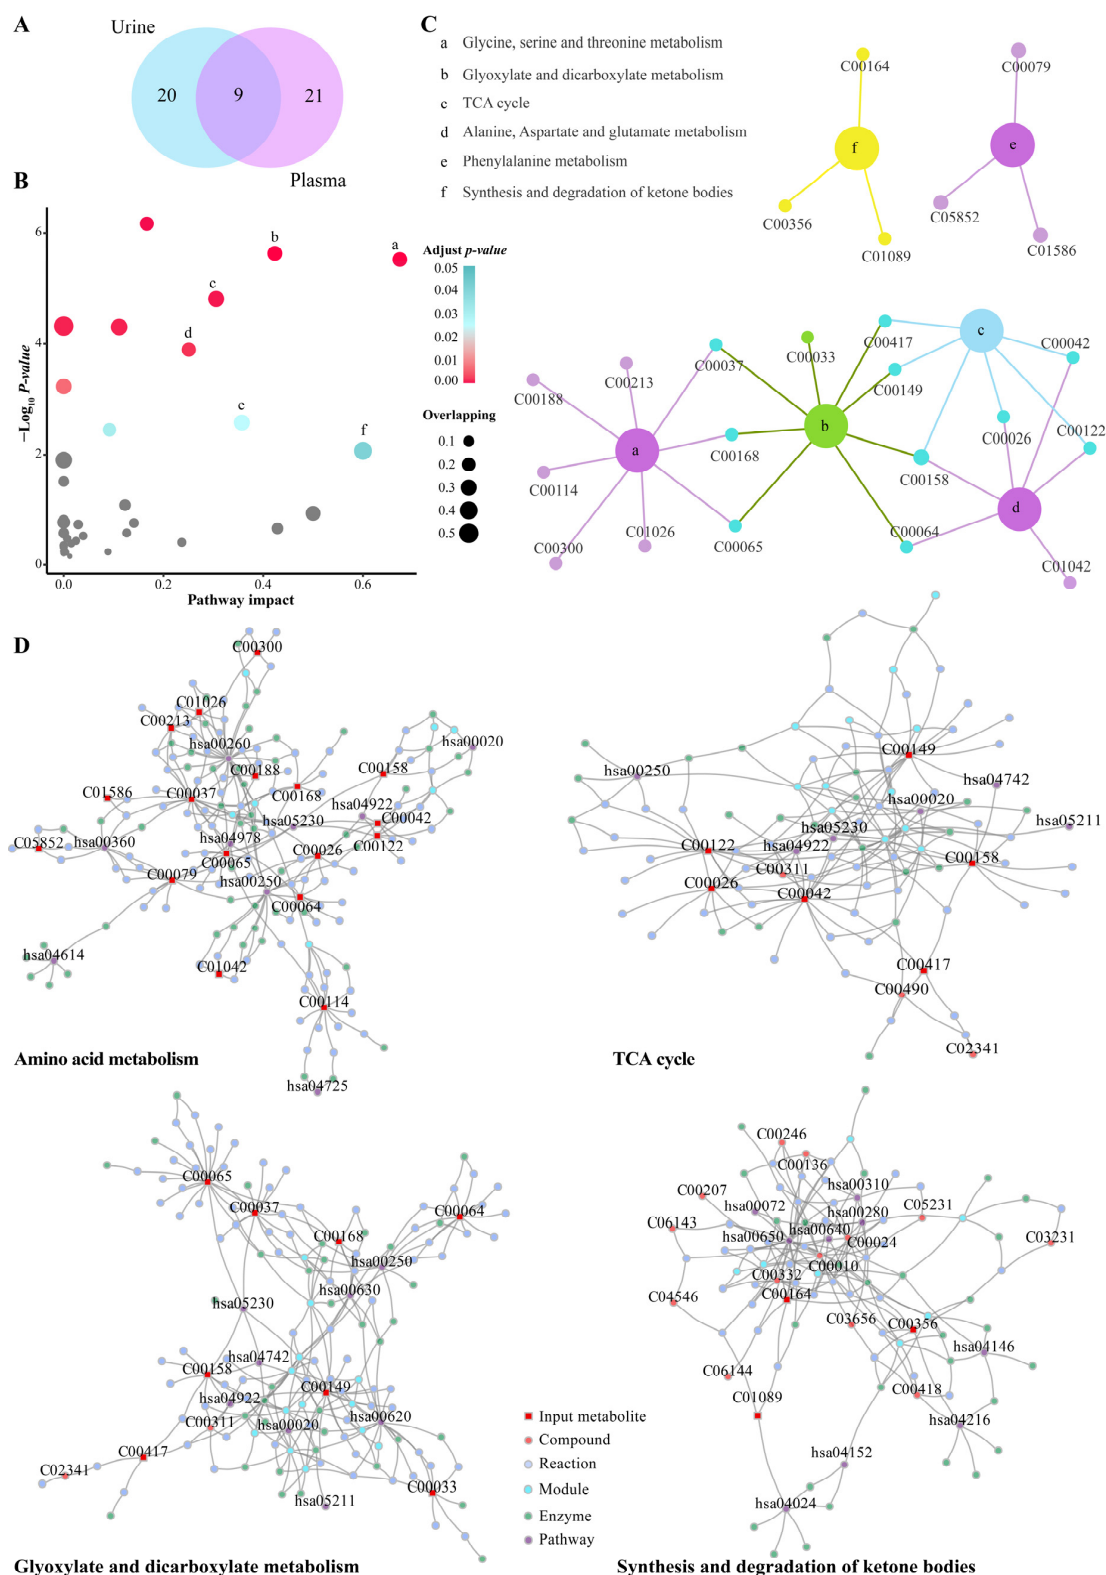 A
Urine
20
9
21
Plasma
B
−Log10 P-value
6
4
2
0
0.0
0.2
0.4
0.6
Pathway impact
a
b
c
d
c
f
Adjust p-value
0.05
0.04
0.03
0.02
0.01
0.00
Overlapping
0.1
0.2
0.3
0.4
0.5
C
a Glycine, serine and threonine metabolism
b Glyoxylate and dicarboxylate metabolism
c TCA cycle
d Alanine, Aspartate and glutamate metabolism
e Phenylalanine metabolism
f Synthesis and degradation of ketone bodies
C00164
f
C00356
C01089
C00079
e
C05852
C01586
c
C00417
C00042
C00033
C00037
C00149
C00213
C00188
b
C00026
C00122
a
C00168
C00158
C00114
d
C01026
C00300
C00065
C00064
C01042
D
C00300
C01026
C00213
hsa00260
hsa00020
C00188
C00158
C01586
C00037
C00168
hsa04922
hsa05230
C00042
C05852
hsa00360
hsa04978
C00122
C00065
C00026
C00079
hsa00250
C00064
hsa04614
C01042
C00114
Amino acid metabolism
hsa04725
C00149
hsa00250
hsa04742
hsa00020
hsa05230
hsa05211
C00122
hsa04922
C00158
C00311
C00026
C00042
C00417
C00490
C02341
TCA cycle
C00065
C00037
C00064
C00168
hsa00250
hsa00630
hsa05230
hsa04742
C00158
C00149
hsa04922
C00311
hsa00020
hsa00620
C00417
C02341
C00033
hsa05211
Glyoxylate and dicarboxylate metabolism
C00246
C00136
hsa00310
C00207
hsa00072
hsa00280
C05231
C06143
hsa00640
hsa00650
C00024
C03231
C00010
C00332
C00164
C04546
C03656
C00356
hsa04146
C06144
C00418
C01089
hsa04216
hsa04152
hsa04024
Input metabolite
Compound
Reaction
Module
Enzyme
Pathway
Synthesis and degradation of ketone bodies